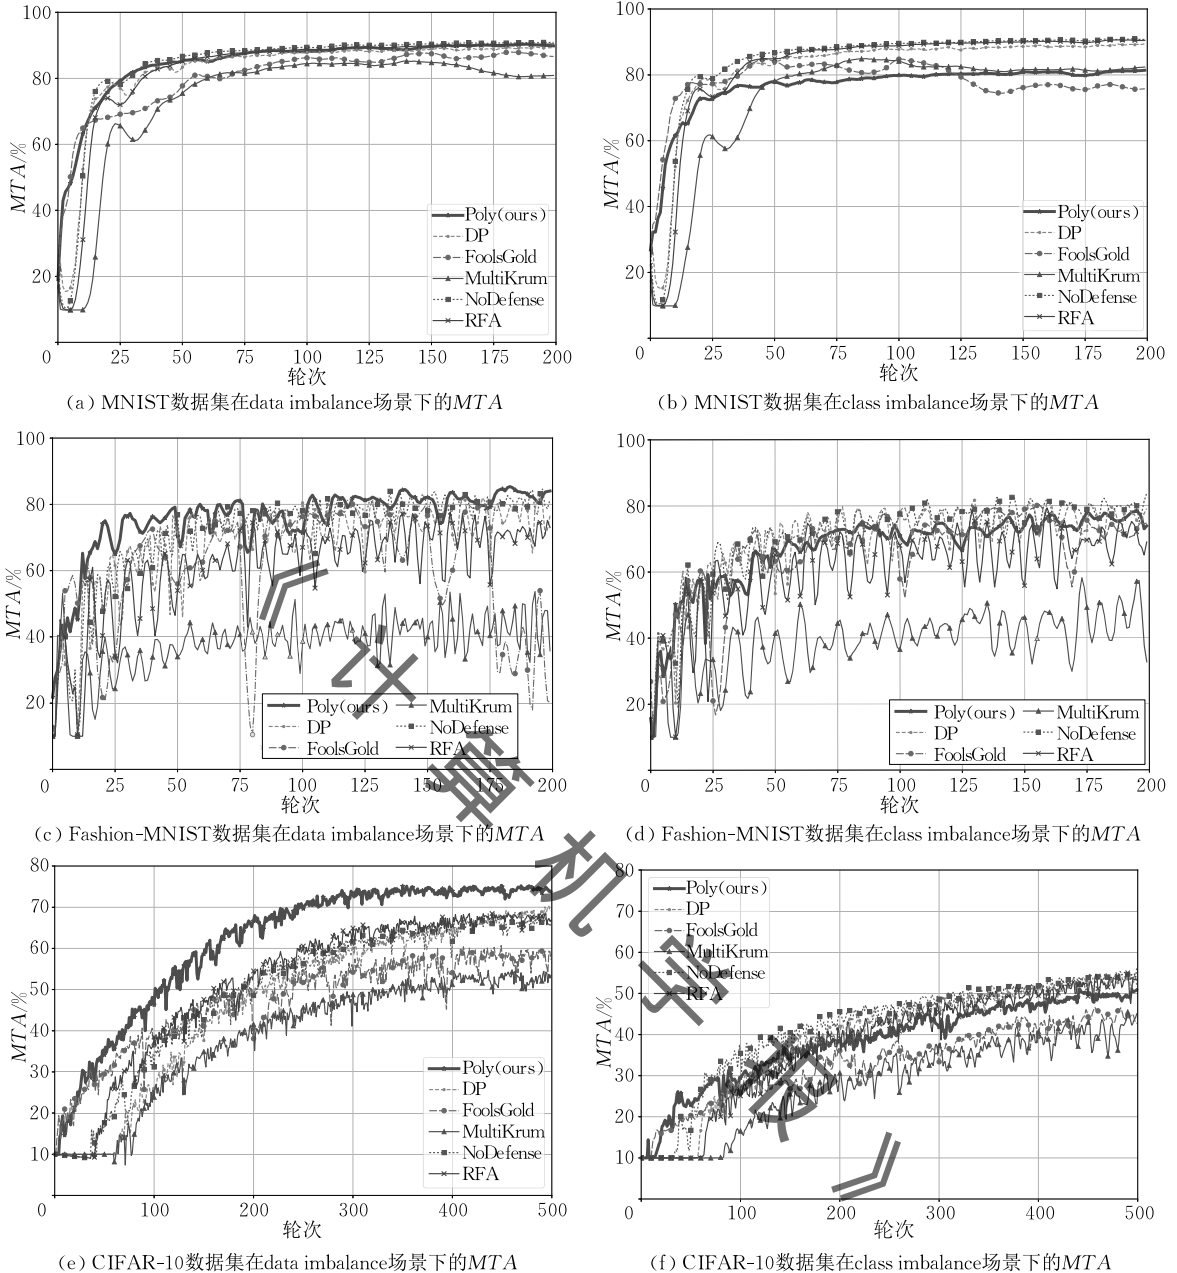 100
80
60
40
20
MTA/%
Poly(ours)
DP
FoolsGold
MultiKrum
NoDefense
RFA
0 25 50 75 100 125 150 175 200
轮次
(a) MNIST数据集在data imbalance场景下的MTA
100
80
60
40
20
MTA/%
Poly(ours)
DP
FoolsGold
MultiKrum
NoDefense
RFA
0 25 50 75 100 125 150 175 200
轮次
(b) MNIST数据集在class imbalance场景下的MTA
100
80
60
40
20
MTA/%
Poly(ours) MultiKrum
DP NoDefense
FoolsGold RFA
0 25 50 75 100 125 150 175 200
轮次
(c) Fashion-MNIST数据集在data imbalance场景下的MTA
100
80
60
40
20
MTA/%
Poly(ours) MultiKrum
DP NoDefense
FoolsGold RFA
0 25 50 75 100 125 150 175 200
轮次
(d) Fashion-MNIST数据集在class imbalance场景下的MTA
80
70
60
50
40
30
20
10
MTA/%
Poly(ours)
DP
FoolsGold
MultiKrum
NoDefense
RFA
0 100 200 300 400 500
轮次
(e) CIFAR-10数据集在data imbalance场景下的MTA
80
70
60
50
40
30
20
10
MTA/%
Poly(ours)
DP
FoolsGold
MultiKrum
NoDefense
RFA
0 100 200 300 400 500
轮次
(f) CIFAR-10数据集在class imbalance场景下的MTA
《计算机学报》